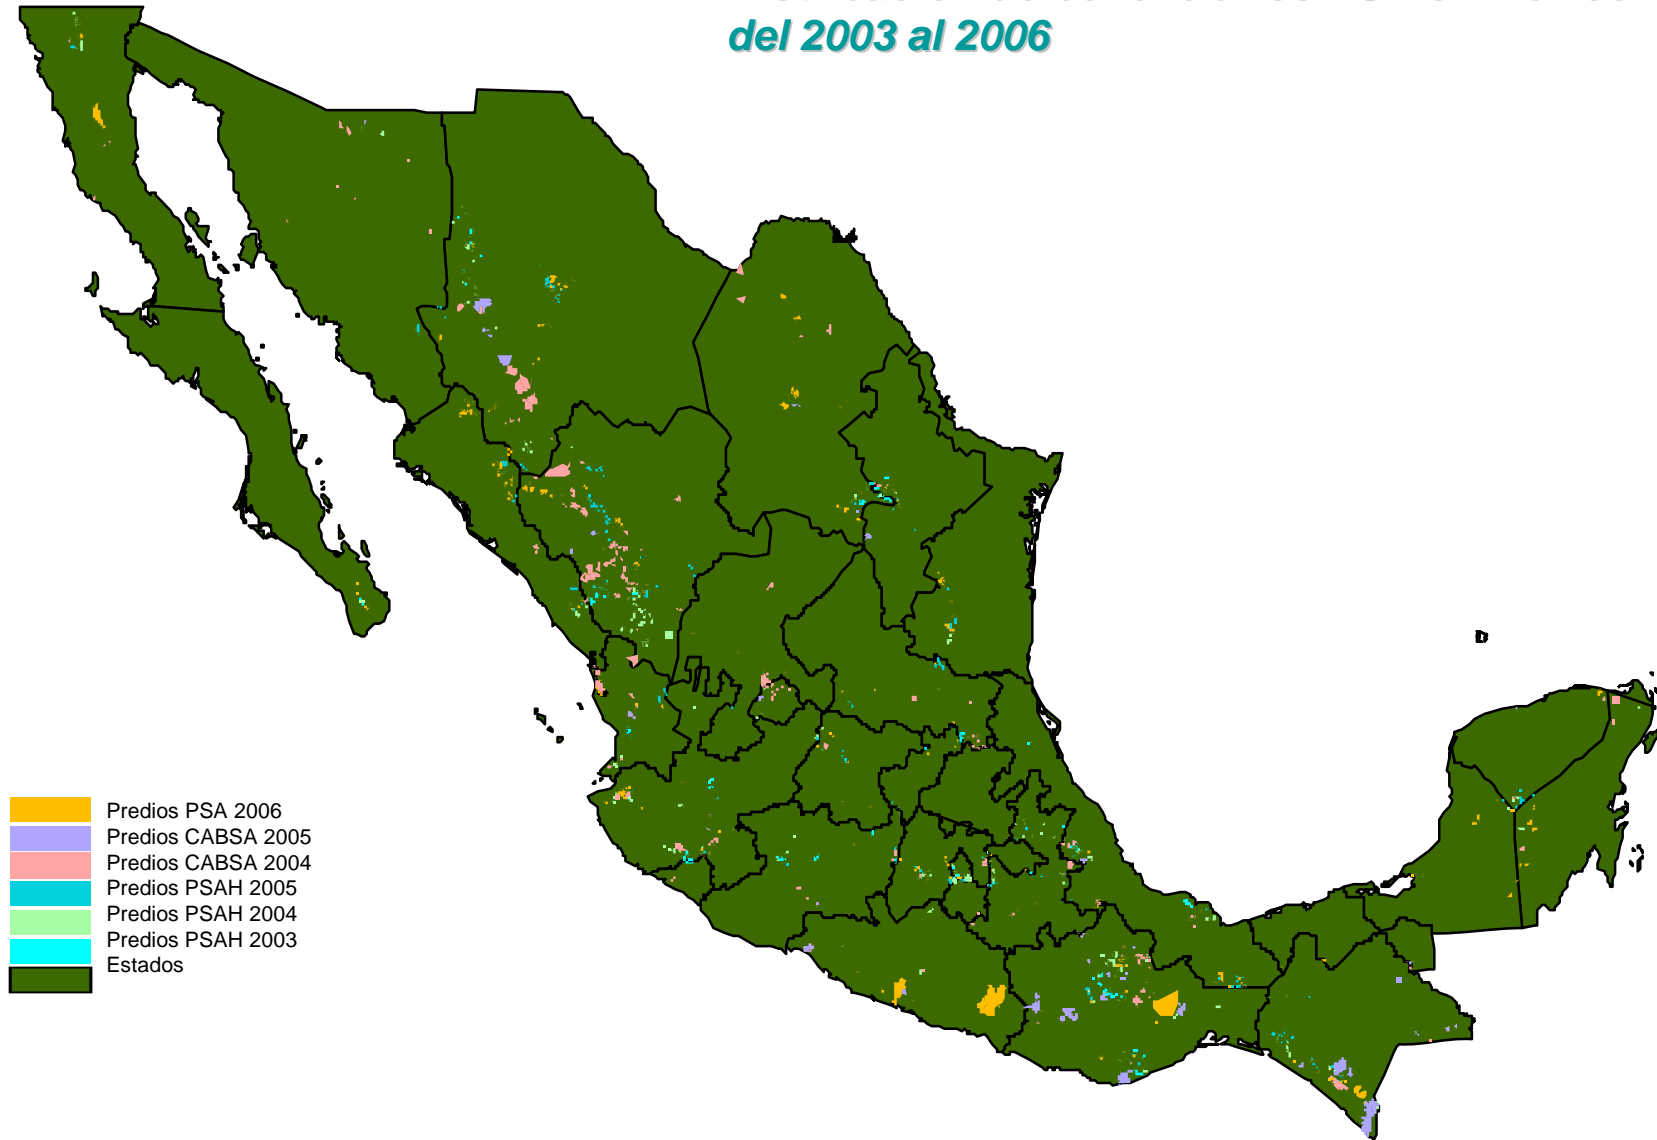 del 2003 al 2006
Predios PSA 2006
Predios CABSA 2005
Predios CABSA 2004
Predios PSAH 2005
Predios PSAH 2004
Predios PSAH 2003
Estados